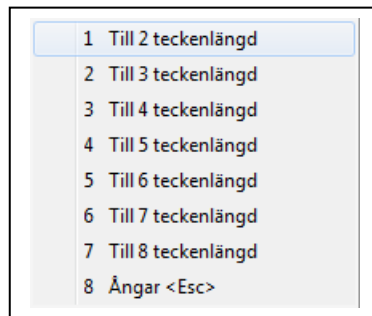 1 Till 2 teckenlängd
2 Till 3 teckenlängd
3 Till 4 teckenlängd
4 Till 5 teckenlängd
5 Till 6 teckenlängd
6 Till 7 teckenlängd
7 Till 8 teckenlängd
8 Ångar <Esc>